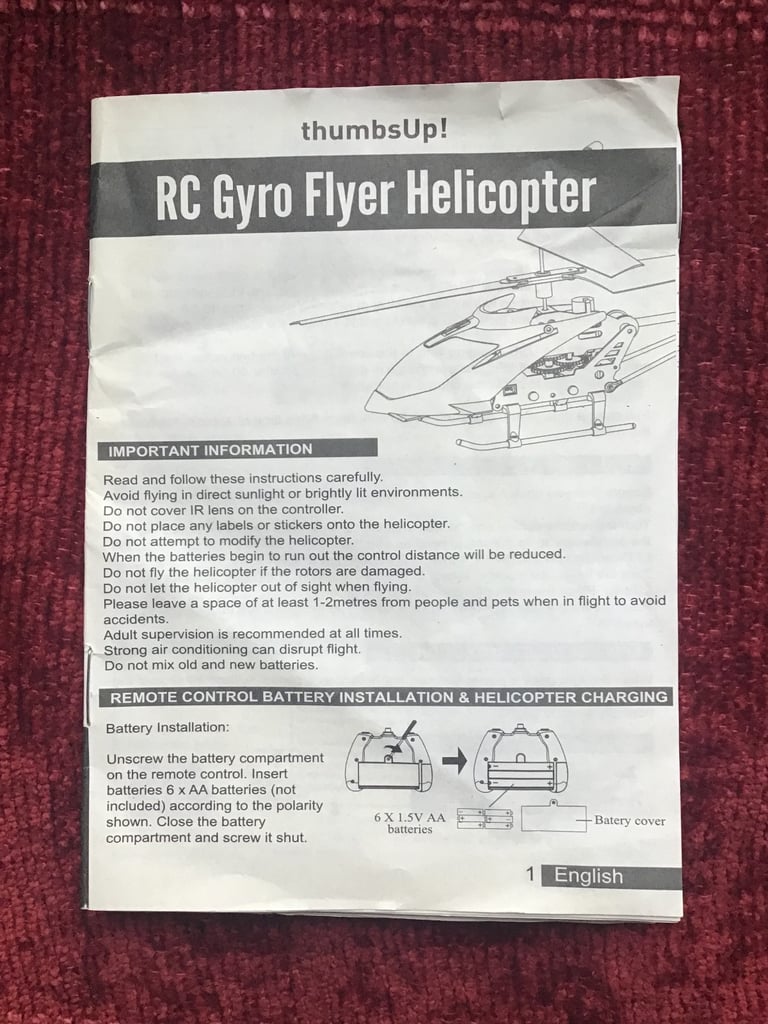 thumbsUp!
RC Gyro Flyer Helicopter
IMPORTANT INFORMATION
Read and follow these instructions carefully.
Avoid flying in direct sunlight or brightly lit environments.
Do not cover IR lens on the controller.
Do not place any labels or stickers onto the helicopter.
Do not attempt to modify the helicopter.
When the batteries begin to run out the control distance will be reduced.
Do not fly the helicopter if the rotors are damaged.
Do not let the helicopter out of sight when flying.
Please leave a space of at least 1-2metres from people and pets when in flight to avoid
accidents.
Adult supervision is recommended at all times.
Strong air conditioning can disrupt flight.
Do not mix old and new batteries.
REMOTE CONTROL BATTERY INSTALLATION & HELICOPTER CHARGING
Battery Installation:
Unscrew the battery compartment
on the remote control. Insert
batteries 6 x AA batteries (not
included) according to the polarity
shown. Close the battery
compartment and screw it shut.
6 X 1.5V AA
batteries
Batery cover
1 English